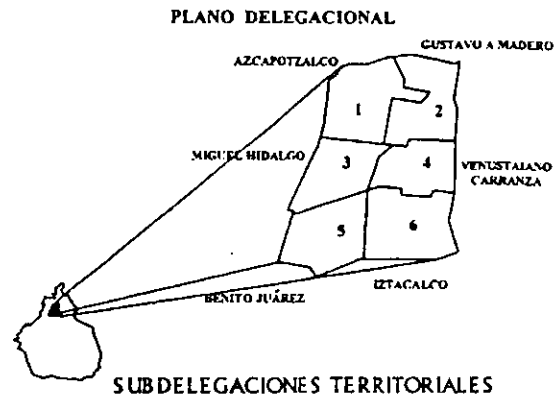 PLANO DELEGACIONAL
GUSTAVO A MADERO
AZCAPOTZALCO
1
2
MIGUEL HIDALGO
3
4
VENUSTAIANO
CARRANZA
5
6
BENITO JUÁREZ
IZTACALCO
SUBDELEGACIONES TERRITORIALES